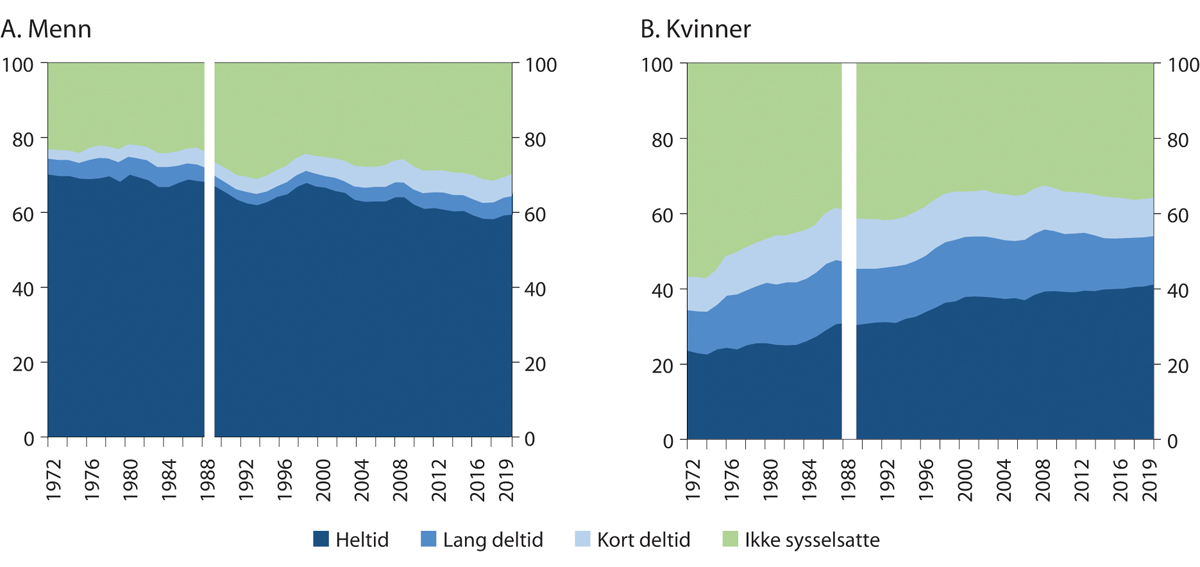 A. Menn
100 100
80 80
60 60
40 40
20 20
0 0
1972 1976 1980 1984 1988 1992 1996 2000 2004 2008 2012 2016 2019
B. Kvinner
100 100
80 80
60 60
40 40
20 20
0 0
1972 1976 1980 1984 1988 1992 1996 2000 2004 2008 2012 2016 2019
Heltid Lang deltid Kort deltid Ikke sysselsatte